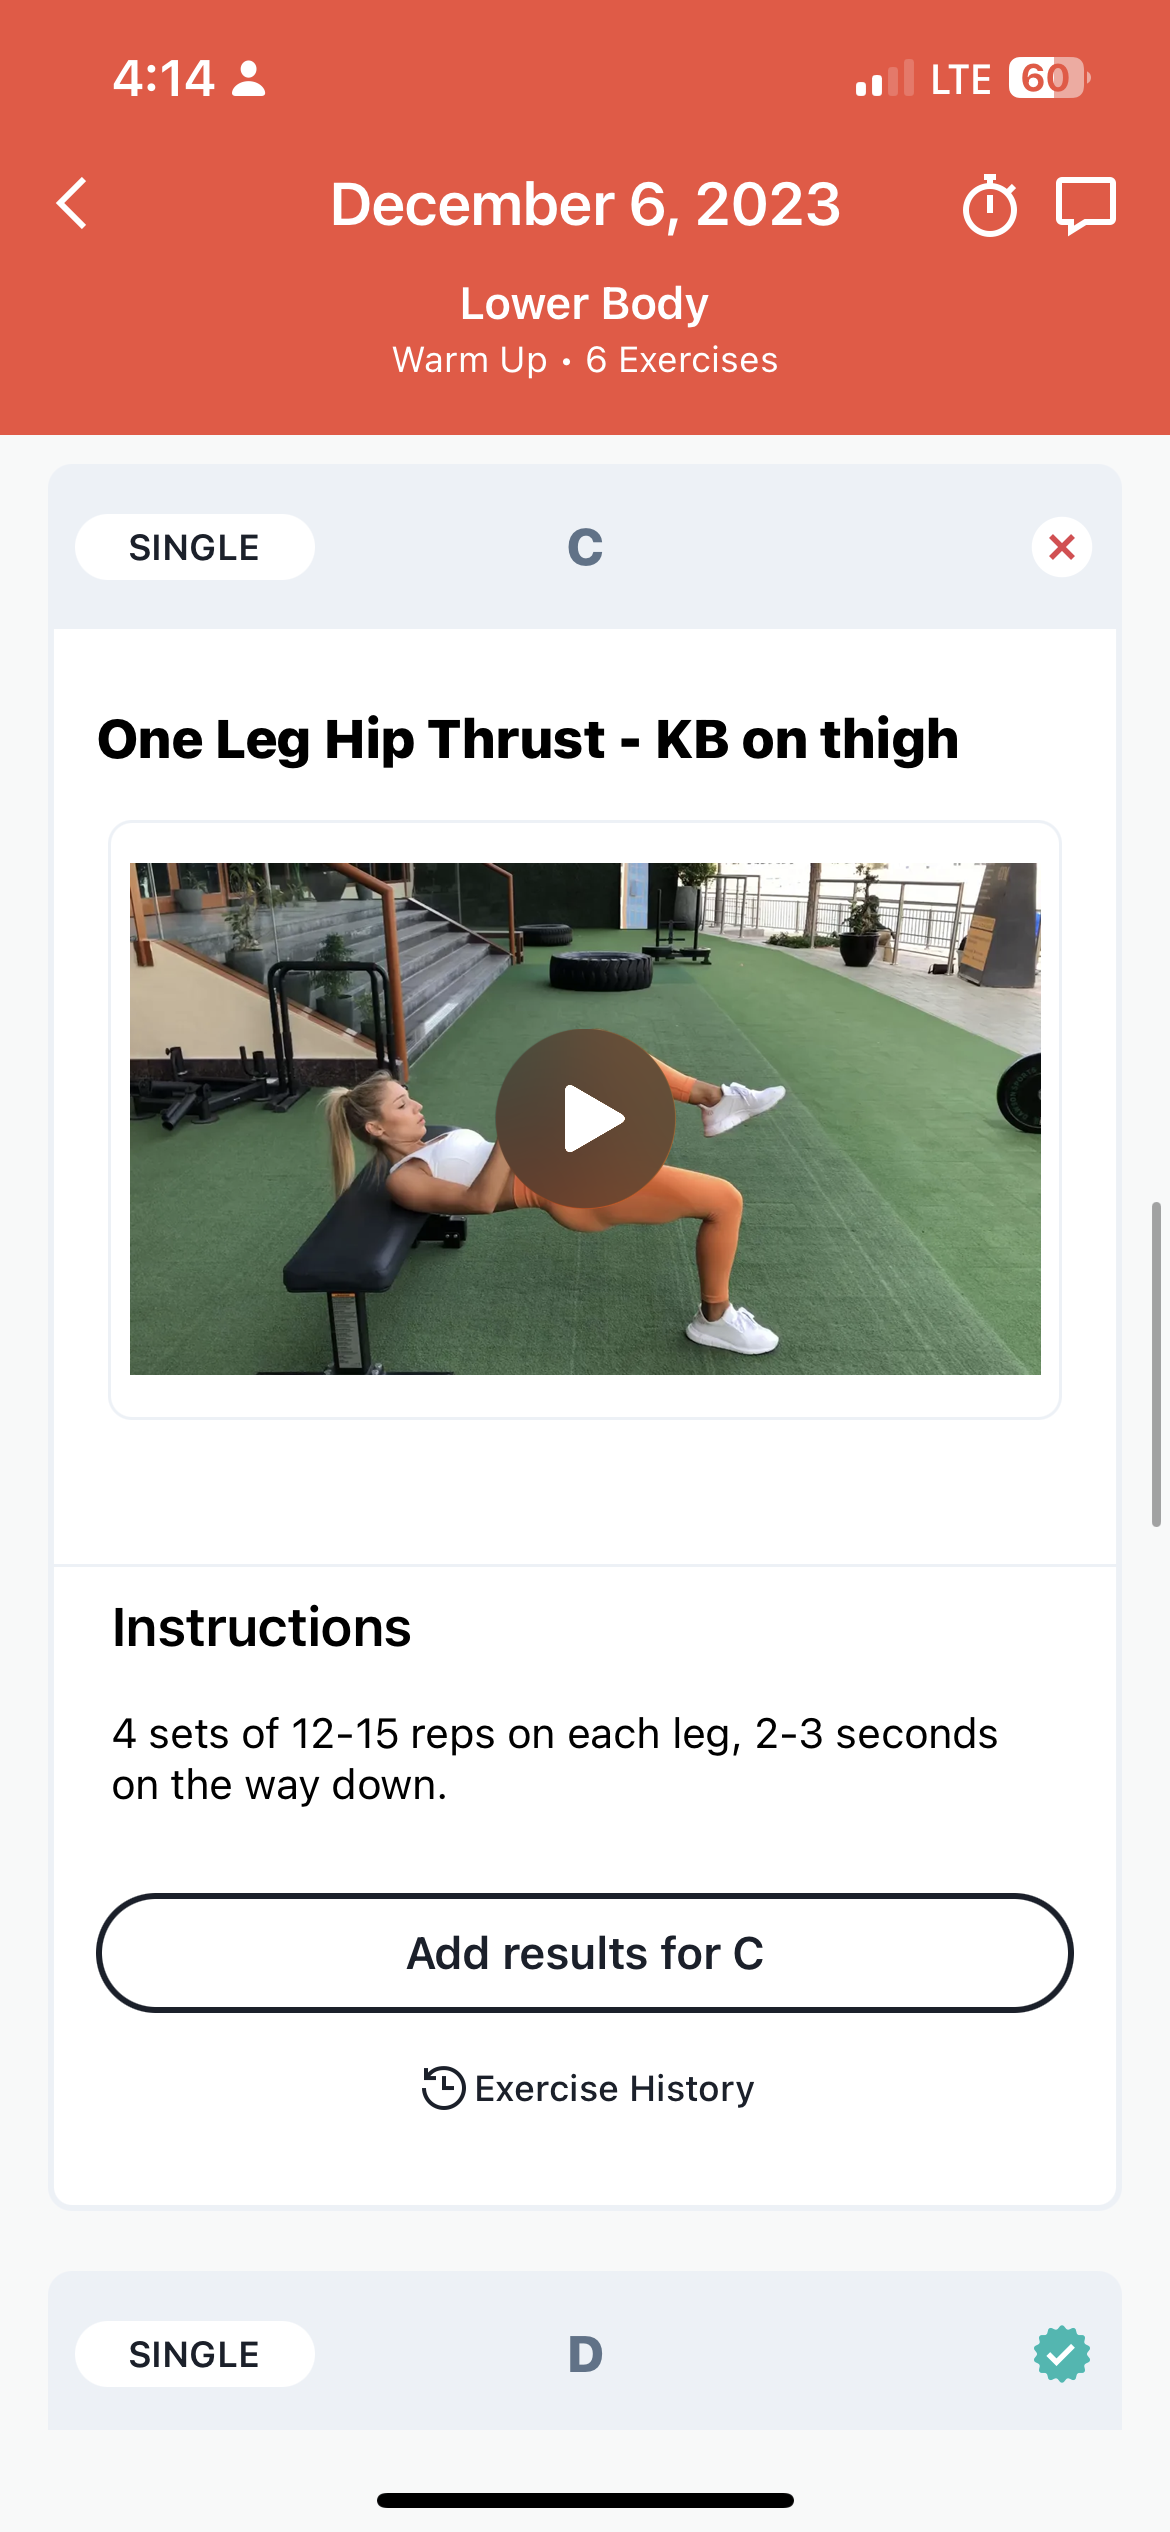 4:14
LTE 60
December 6, 2023
Lower Body
Warm Up • 6 Exercises
SINGLE
C
One Leg Hip Thrust - KB on thigh
Instructions
4 sets of 12-15 reps on each leg, 2-3 seconds
on the way down.
Add results for C
Exercise History
SINGLE
D